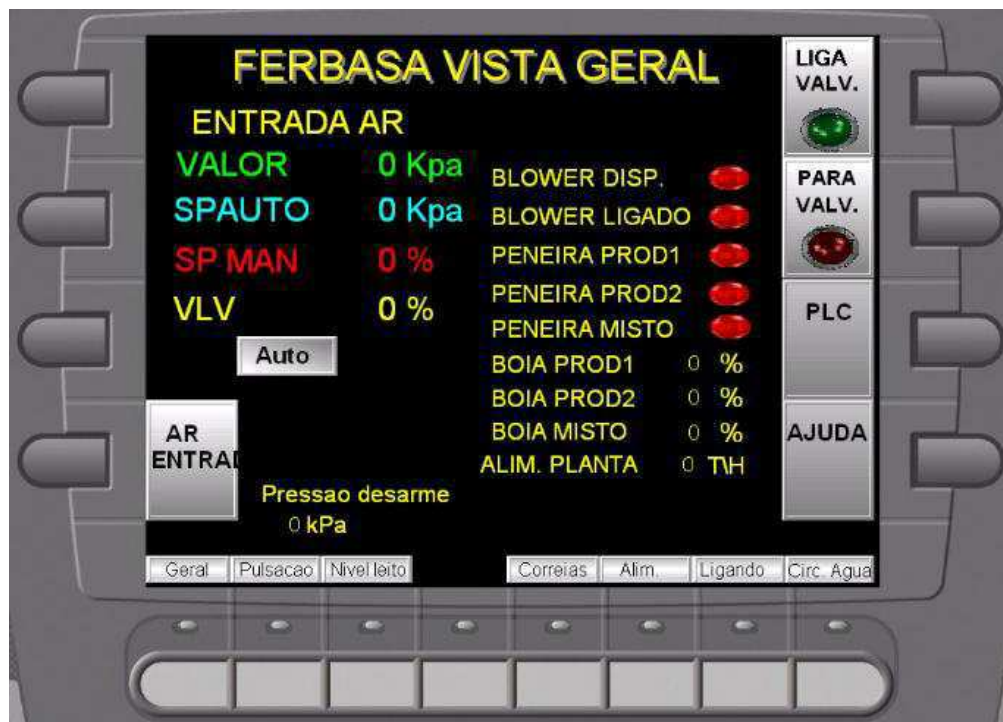 FERBASA VISTA GERAL
ENTRADA AR
VALOR 0 Kpa
SPAUTO 0 Kpa
SP MAN 0 %
VLV 0 %
Auto
AR
ENTRAI
Pressao desarme
0 kPa
BLOWER DISP.
BLOWER LIGADO
PENEIRA PROD1
PENEIRA PROD2
PENEIRA MISTO
BOIA PROD1 0 %
BOIA PROD2 0 %
BOIA MISTO 0 %
ALIM. PLANTA 0 T\H
LIGA
VALV.
PARA
VALV.
PLC
AJUDA
Geral Pulsacao Nivel leito Correias Alim. Ligando Circ. Agua